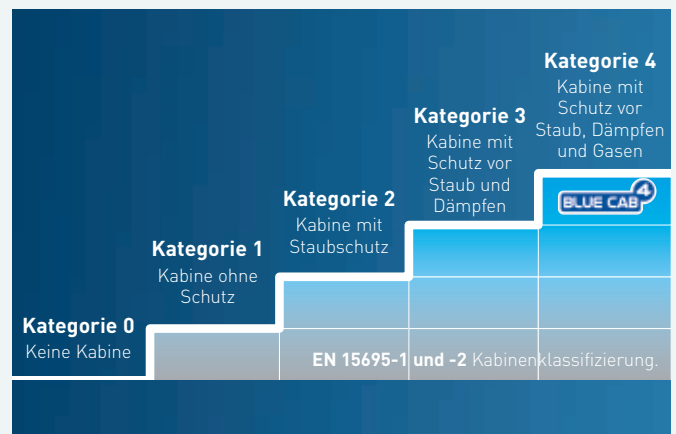 Kategorie 4
Kabine mit
Schutz vor
Staub, Dämpfen
und Gasen
Kategorie 3
Kabine mit
Schutz vor
Staub und
Dämpfen
BLUE CAB 4
Kategorie 2
Kabine mit
Staubschutz
Kategorie 1
Kabine ohne
Schutz
Kategorie 0
Keine Kabine
EN 15695-1 und -2 Kabinenklassifizierung.